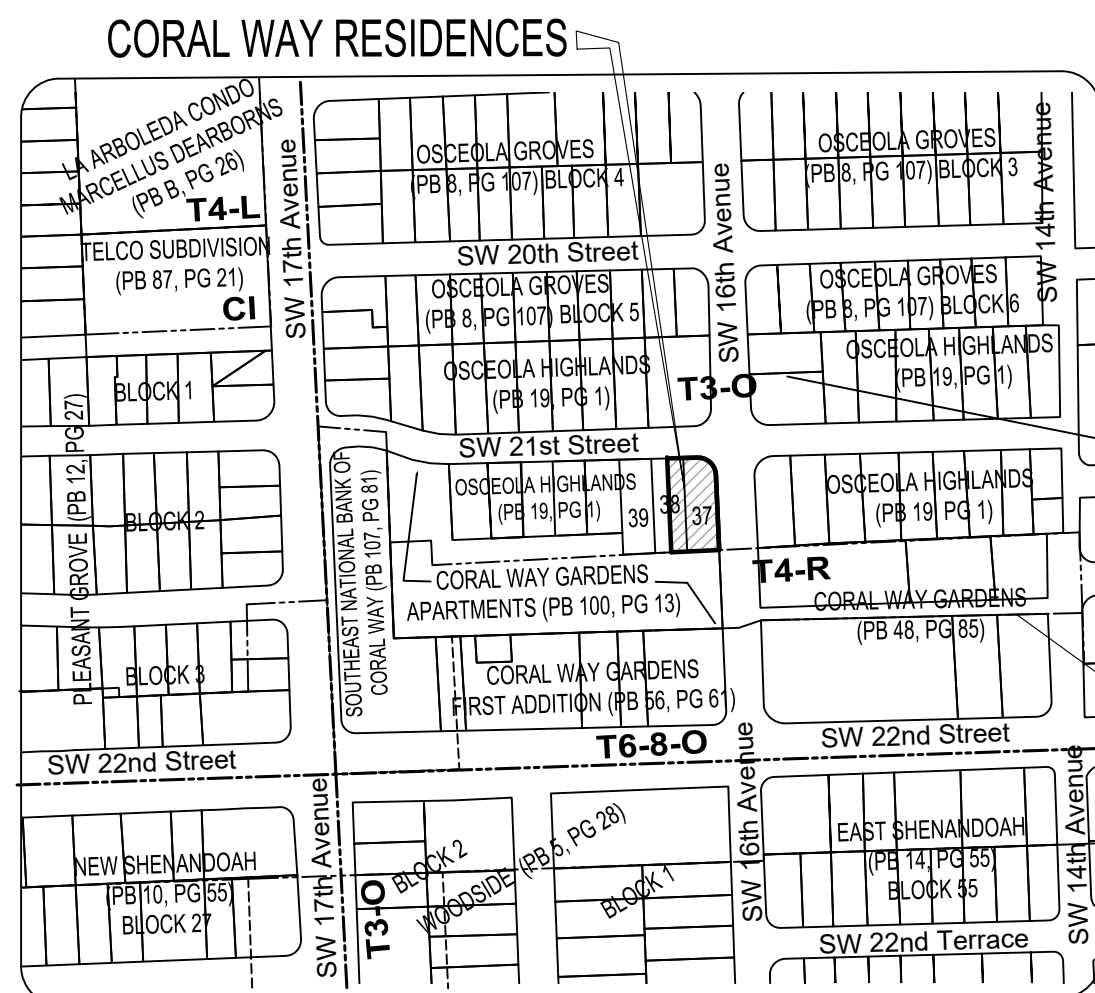 CORAL WAY RESIDENCES
LA ARBOLEDA CONDO
MARCELLUS DEARBORNS
(PB B, PG 26)
T4-L
TELCO SUBDIVISION
(PB 87, PG 21)
CI
SW 17th Avenue
OSCEOLA GROVES
(PB 8, PG 107) BLOCK 4
SW 16th Avenue
OSCEOLA GROVES
(PB 8, PG 107) BLOCK 3
SW 14th Avenue
SW 20th Street
OSCEOLA GROVES
(PB 8, PG 107) BLOCK 5
OSCEOLA GROVES
(PB 8, PG 107) BLOCK 6
OSCEOLA HIGHLANDS
(PB 19, PG 1)
T3-O
OSCEOLA HIGHLANDS
(PB 19, PG 1)
BLOCK 1
PLEASANT GROVE (PB 12, PG 27)
BLOCK 2
BLOCK 3
SW 21st Street
SOUTHEAST NATIONAL BANK OF
CORAL WAY (PB 107, PG 81)
OSCEOLA HIGHLANDS
(PB 19, PG 1)
39
38
37
OSCEOLA HIGHLANDS
(PB 19, PG 1)
T4-R
CORAL WAY GARDENS
APARTMENTS (PB 100, PG 13)
CORAL WAY GARDENS
(PB 48, PG 85)
CORAL WAY GARDENS
FIRST ADDITION (PB 56, PG 61)
T6-8-O
SW 22nd Street
SW 22nd Street
SW 17th Avenue
SW 16th Avenue
SW 14th Avenue
NEW SHENANDOAH
(PB 10, PG 55)
BLOCK 27
T3-O
BLOCK 2
WOODSIDE (PB 5, PG 28)
BLOCK 1
EAST SHENANDOAH
(PB 14, PG 55)
BLOCK 55
SW 22nd Terrace